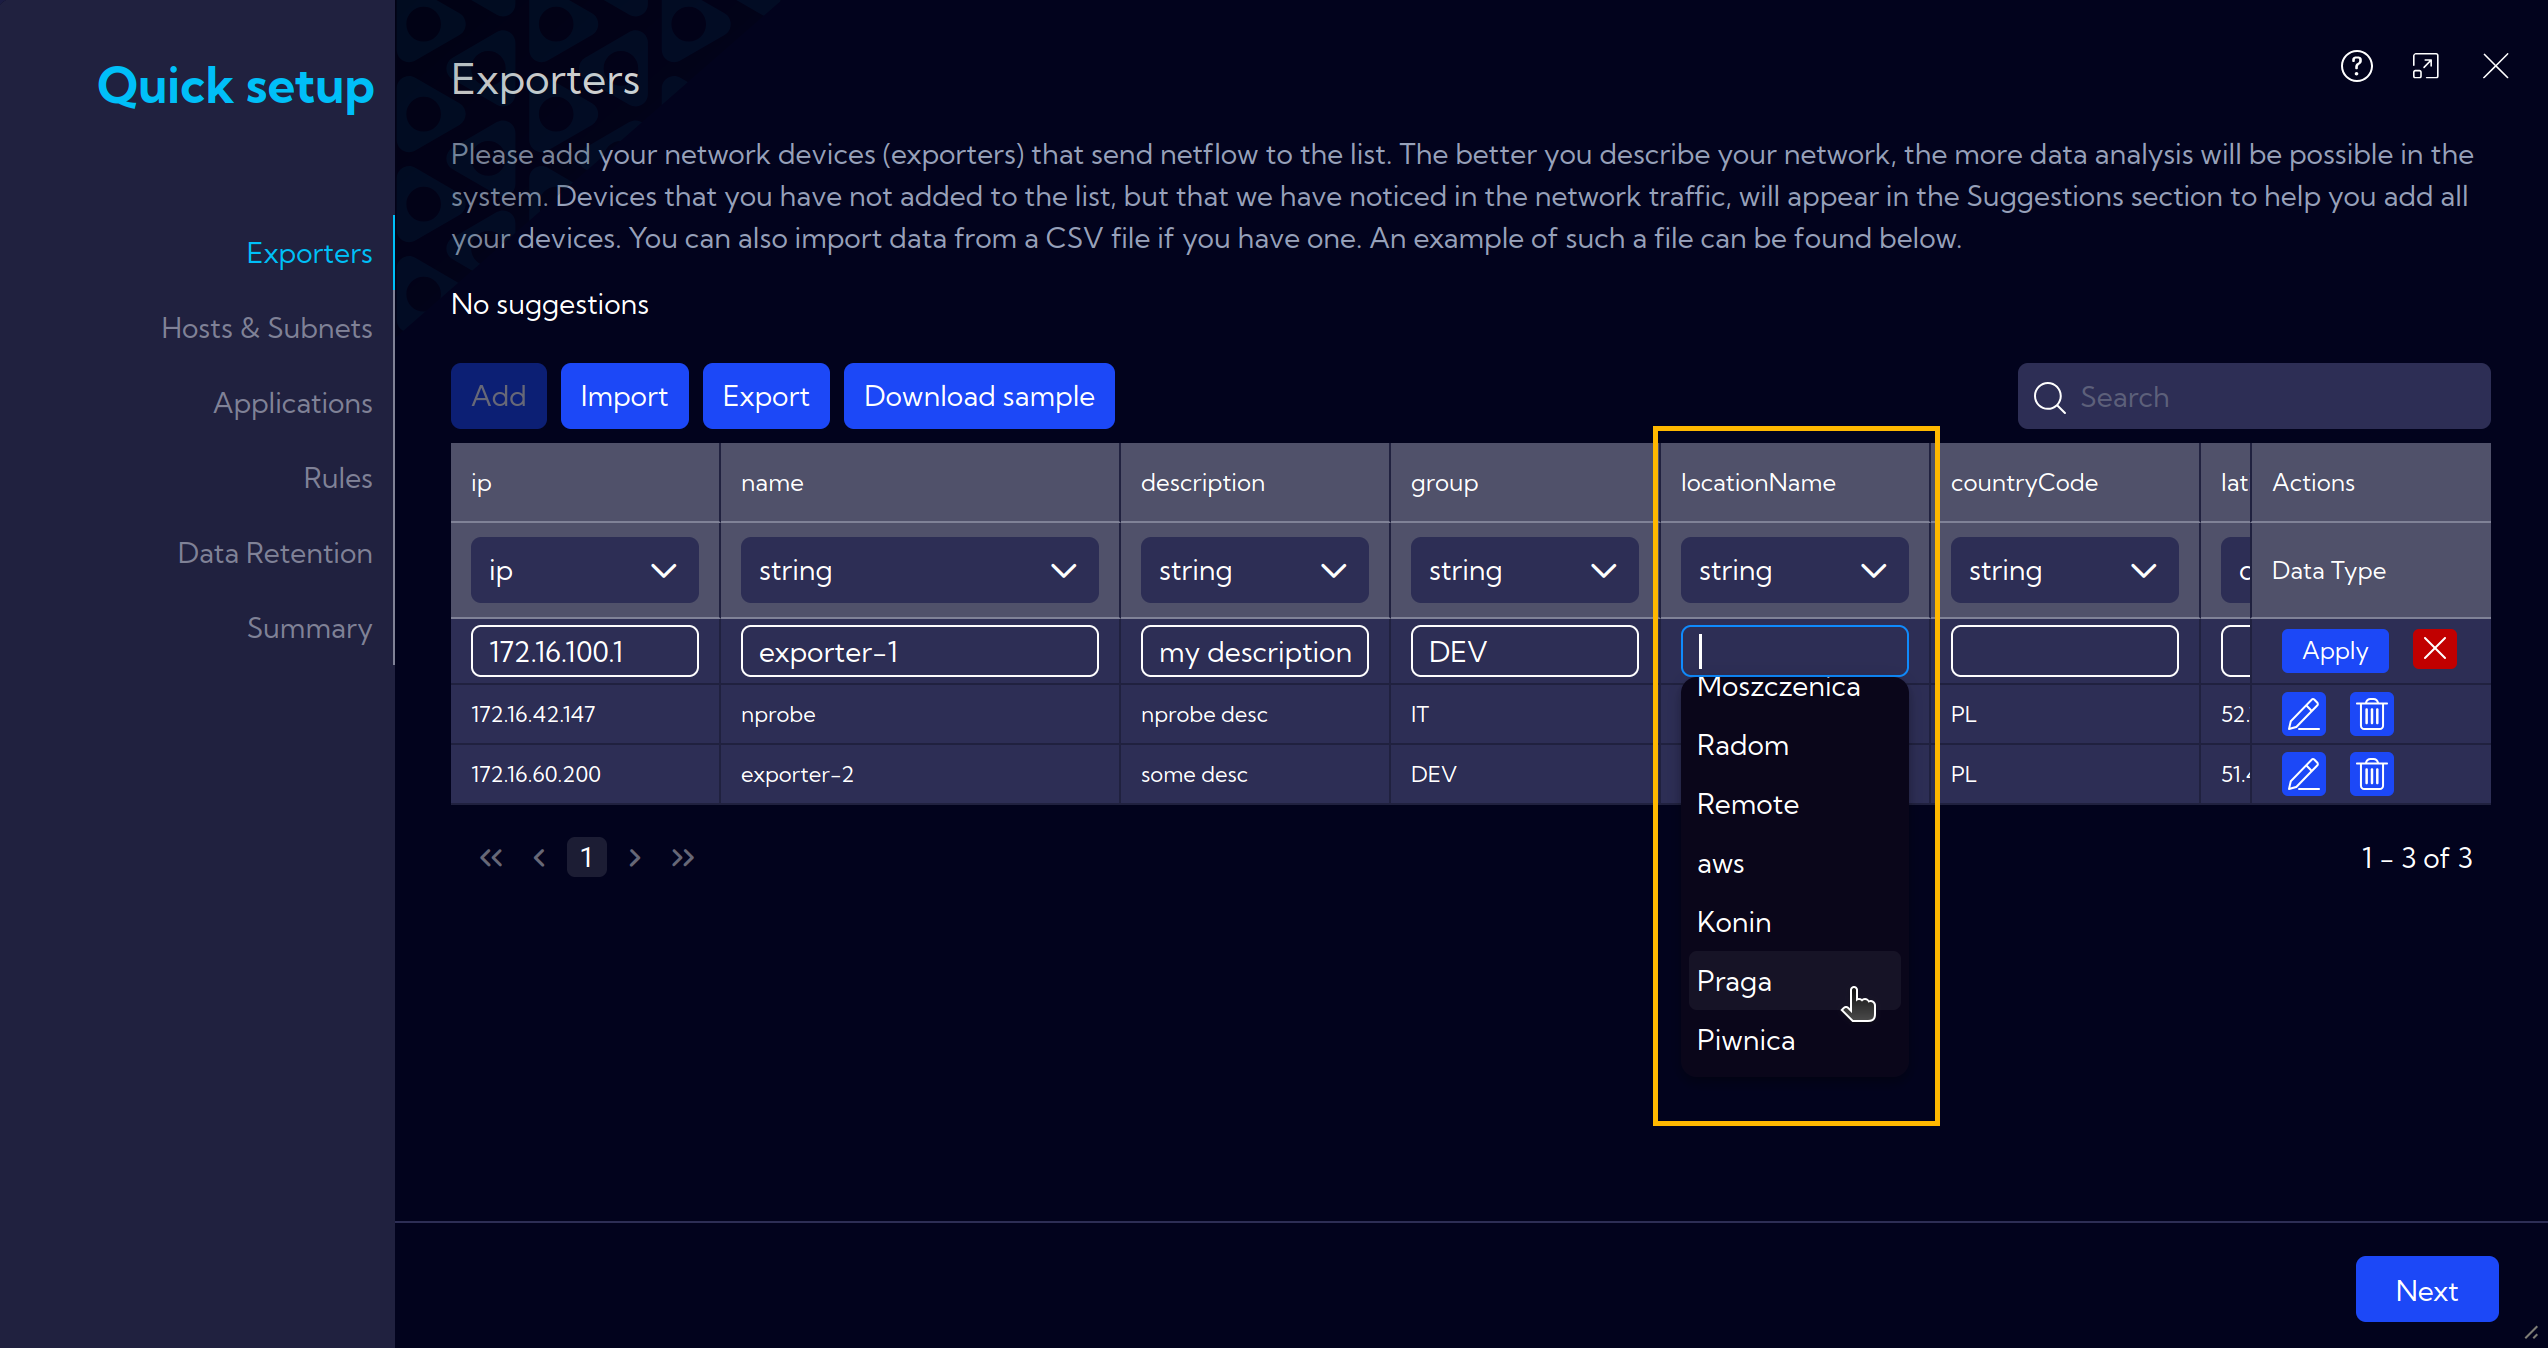 Quick setup
Exporters
Hosts & Subnets
Applications
Rules
Data Retention
Summary
Exporters
Please add your network devices (exporters) that send netflow to the list. The better you describe your network, the more data analysis will be possible in the
system. Devices that you have not added to the list, but that we have noticed in the network traffic, will appear in the Suggestions section to help you add all
your devices. You can also import data from a CSV file if you have one. An example of such a file can be found below.
No suggestions
Add Import Export Download sample Search
ip name description group locationName countryCode lat Actions
ip string string string string string Data Type
172.16.100.1 exporter-1 my description DEV Apply
172.16.42.147 nprobe nprobe desc IT PL 52.
172.16.60.200 exporter-2 some desc DEV PL 51.
Moszczenica
Radom
Remote
aws
Konin
Praga
Piwnica
1 1 - 3 of 3
Next